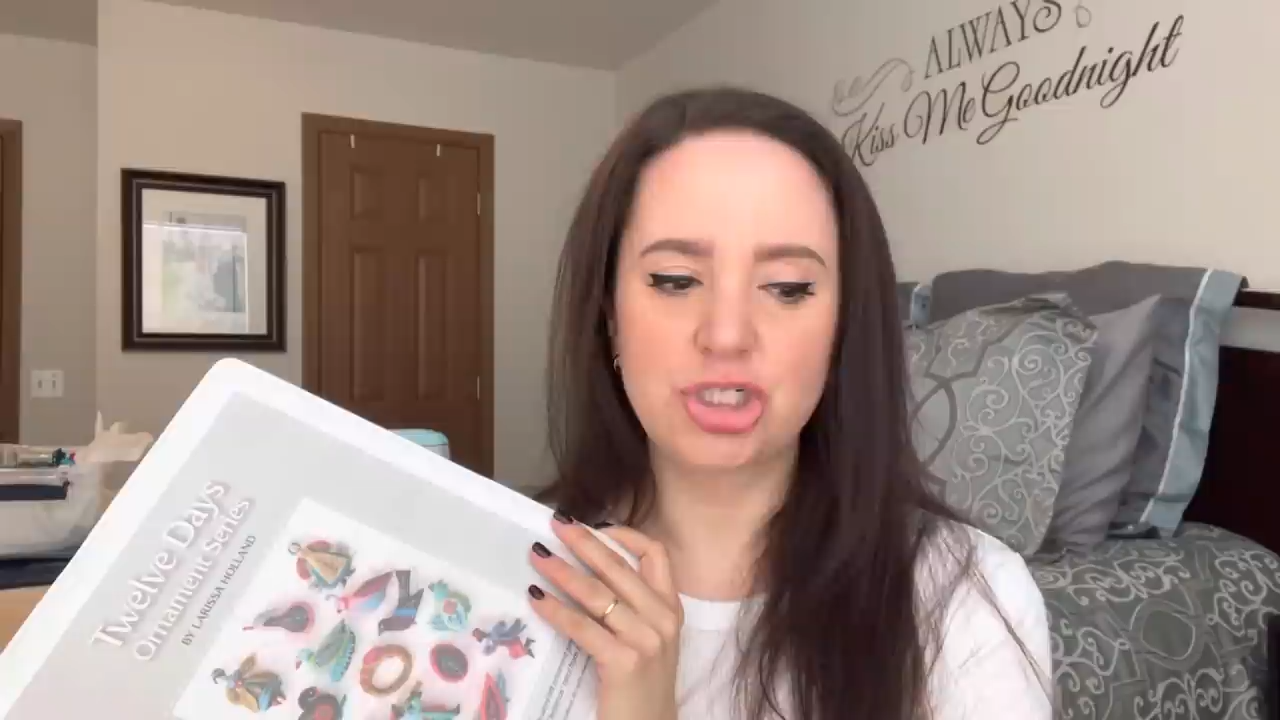 ALWAYS
Kiss Me Goodnight
Twelve Days
Ornament Series
BY LARISSA HOLLAND